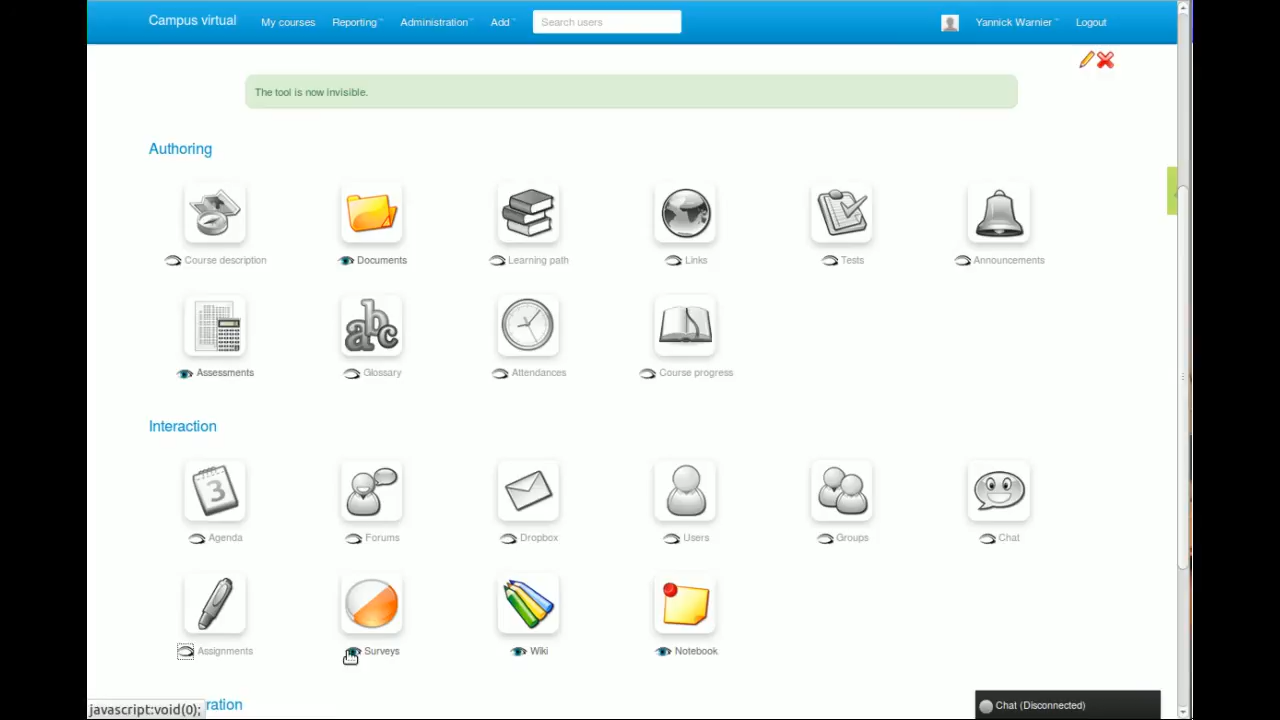 Campus virtual My courses Reporting Administration Add Search users Yannick Warnier Logout
The tool is now invisible.
Authoring
Course description Documents Learning path Links Tests Announcements
Assessments Glossary Attendances Course progress
Interaction
3
Agenda Forums Dropbox Users Groups Chat
Assignments Surveys Wiki Notebook
javascript:void(0); ration
Chat (Disconnected)